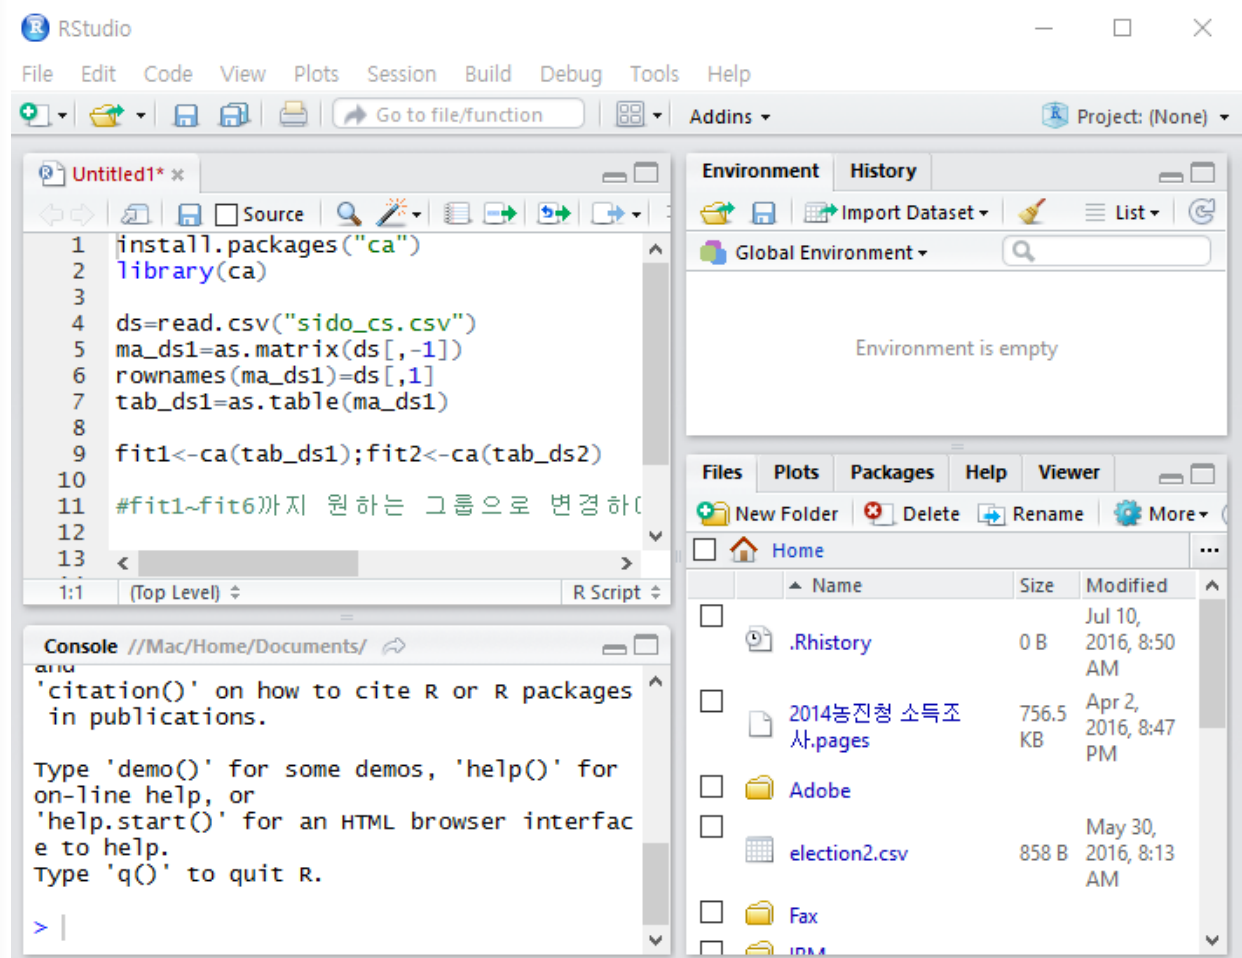 RStudio
File Edit Code View Plots Session Build Debug Tools Help
Go to file/function
Addins
Project: (None)
Untitled1*
Source
1 install.packages("ca")
2 library(ca)
3
4 ds=read.csv("sido_cs.csv")
5 ma_ds1=as.matrix(ds[,-1])
6 rownames(ma_ds1)=ds[,1]
7 tab_ds1=as.table(ma_ds1)
8
9 fit1<-ca(tab_ds1);fit2<-ca(tab_ds2)
10
11 #fit1~fit6까지 원하는 그룹으로 변경하
12
13
1:1 (Top Level) R Script
Console //Mac/Home/Documents/
and
'citation()' on how to cite R or R packages
in publications.
Type 'demo()' for some demos, 'help()' for
on-line help, or
'help.start()' for an HTML browser interfac
e to help.
Type 'q()' to quit R.
>
Environment History
Import Dataset List
Global Environment
Environment is empty
Files Plots Packages Help Viewer
New Folder Delete Rename More
Home ...
Name Size Modified
.Rhistory 0 B Jul 10, 2016, 8:50 AM
2014농진청 소득조사.pages 756.5 KB Apr 2, 2016, 8:47 PM
Adobe
election2.csv 858 B May 30, 2016, 8:13 AM
Fax
IBM